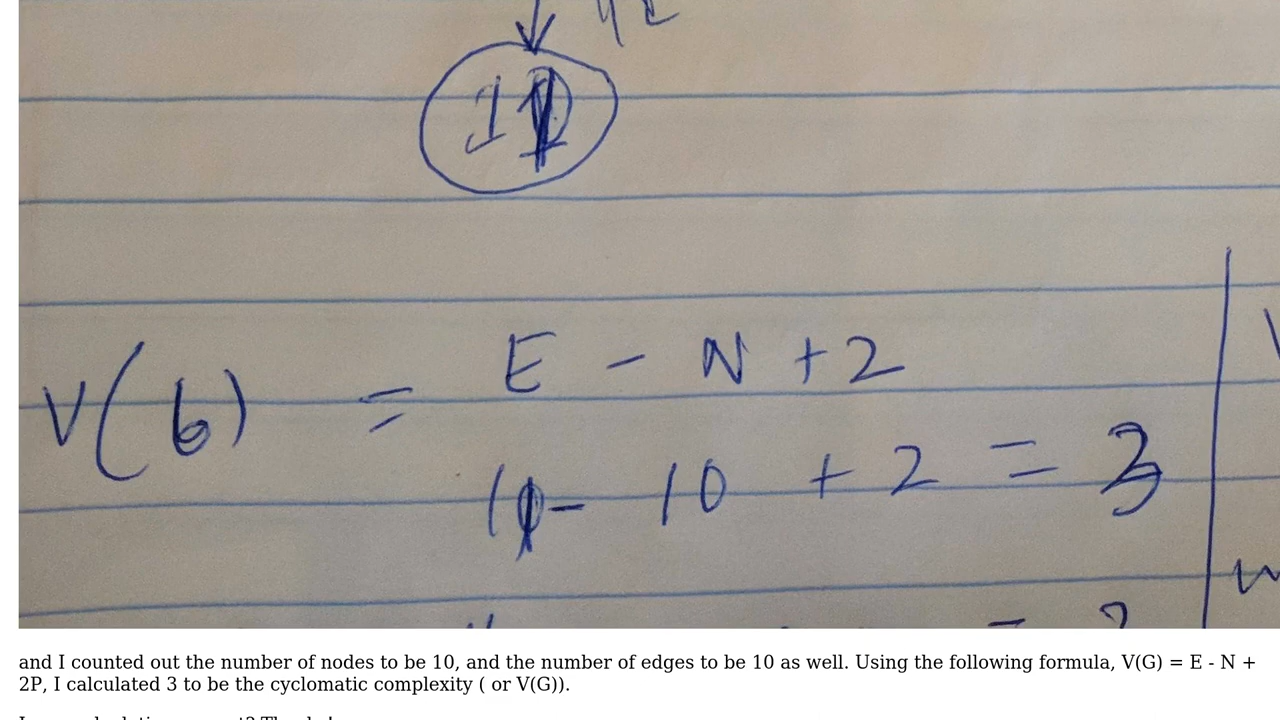 V(G) = E - N + 2
11 - 10 + 2 = 3
and I counted out the number of nodes to be 10, and the number of edges to be 10 as well. Using the following formula, V(G) = E - N +
2P, I calculated 3 to be the cyclomatic complexity ( or V(G)).